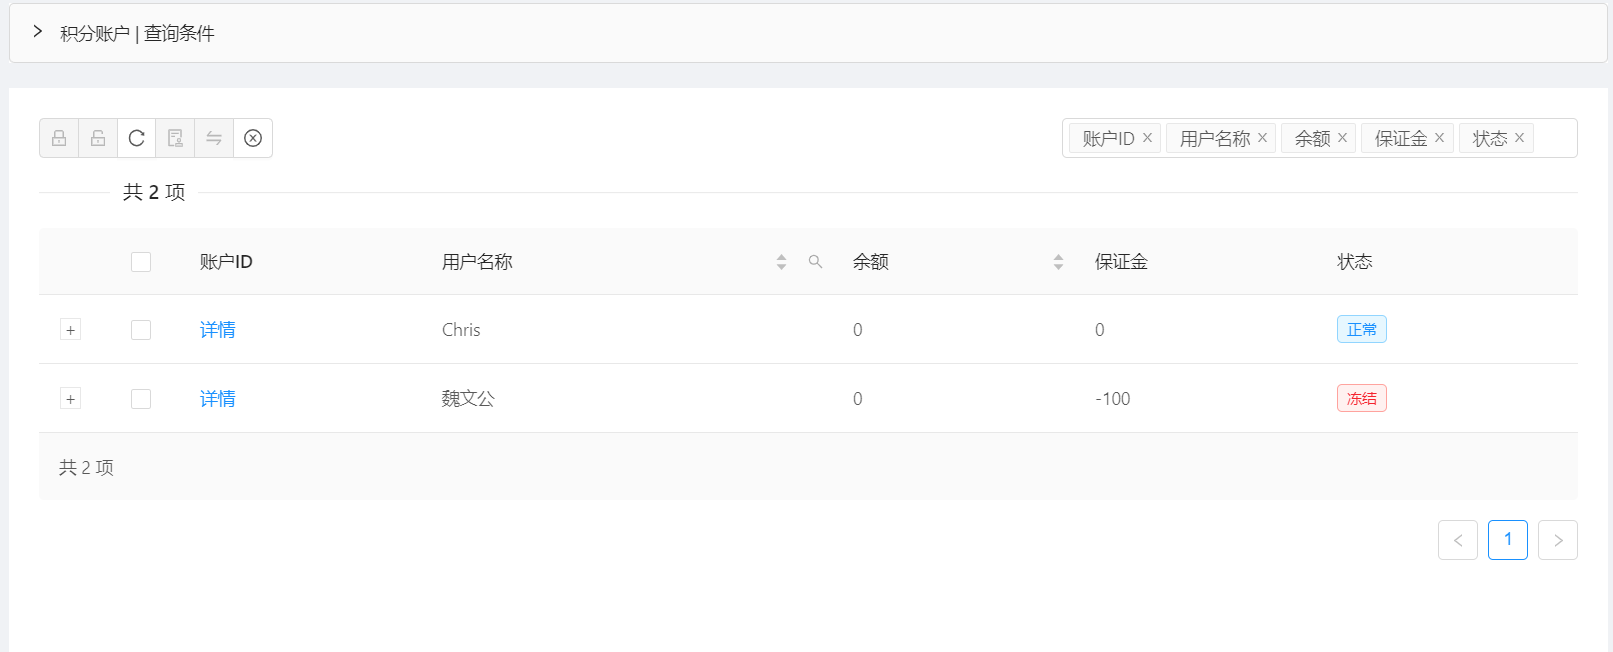 积分账户 | 查询条件
账户ID 用户名称 余额 保证金 状态
共 2 项
账户ID 用户名称 余额 保证金 状态
详情 Chris 0 0 正常
详情 魏文公 0 -100 冻结
共 2 项
1